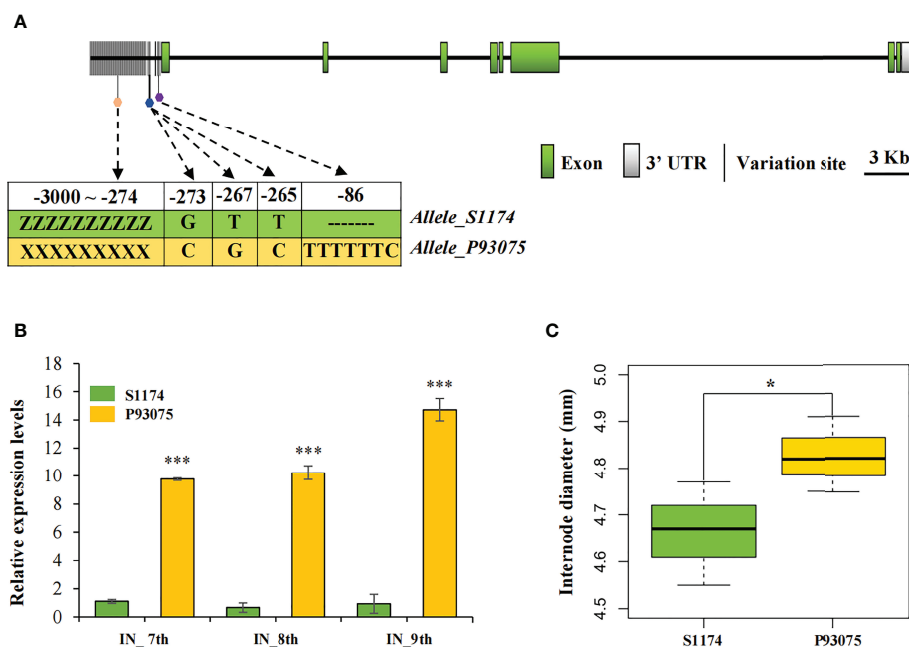 A
Exon
3' UTR
Variation site
3 Kb
-3000 ~ -274 -273 -267 -265 -86
ZZZZZZZZZZ G T T ------- Allele_S1174
XXXXXXXXX C G C TTTTTTC Allele_P93075
B
Relative expression levels
18
16
14
12
10
8
6
4
2
0
S1174
P93075
***
***
***
IN_7th IN_8th IN_9th
C
Internode diameter (mm)
5.0
4.9
4.8
4.7
4.6
4.5
*
S1174 P93075